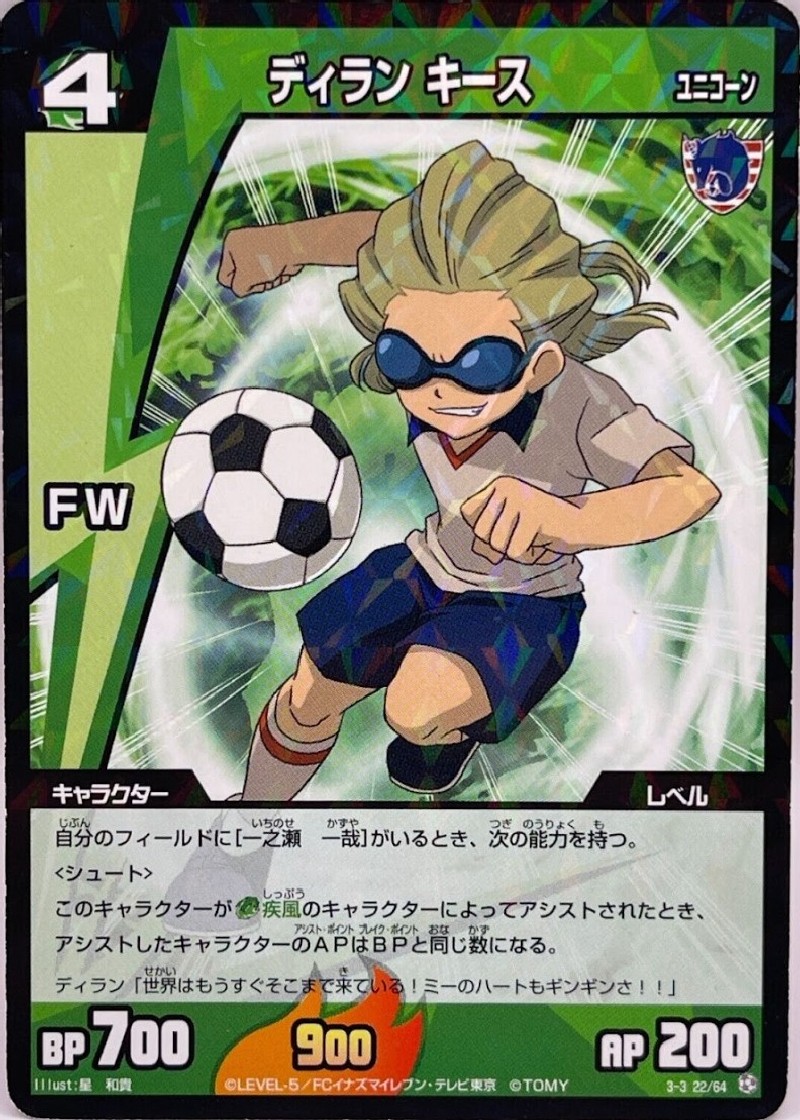 4
ディラン キース
ユニコーン
FW
キャラクター
レベル
自分のフィールドに[一之瀬 一哉]がいるとき、次の能力を持つ。
<シュート>
このキャラクターが疾風のキャラクターによってアシストされたとき、
アシストしたキャラクターのAPはBPと同じ数になる。
ディラン「世界はもうすぐそこまで来ている!ミーのハートもギンギンさ!!」
BP 700
900
AP 200
Illust:星 和貴
©LEVEL-5/FCイナズマイレブン・テレビ東京 ©TOMY
3-3 22/64